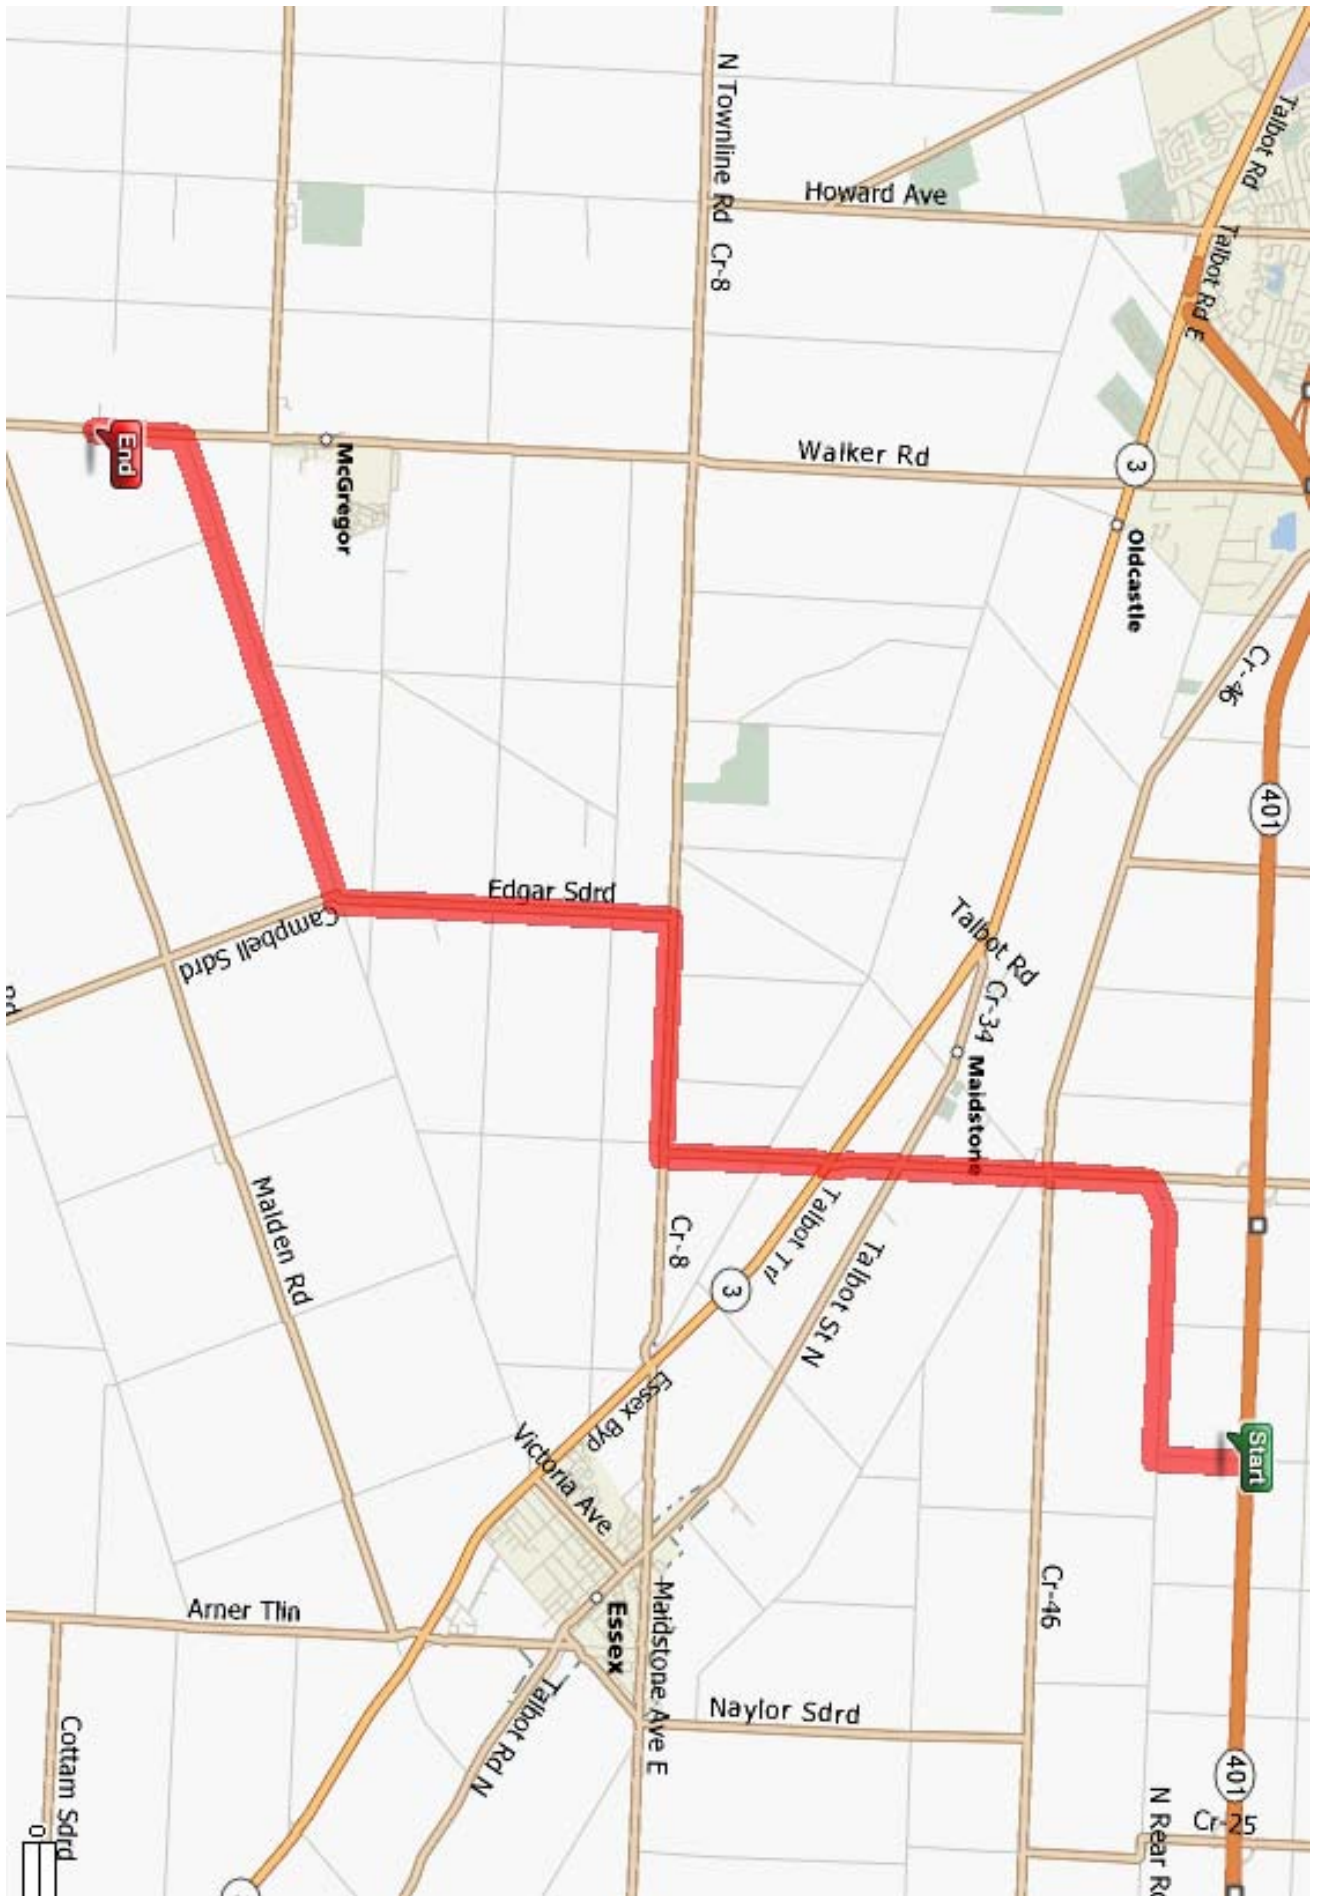 N Townline Rd
Cr-8
Howard Ave
Talbot Rd
Talbot Rd E
End
McGregor
Walker Rd
3
Oldcastle
Cr-46
401
Edgar Sdrd
Campbell Sdrd
Talbot Rd
Cr-34
Maidstone
Malden Rd
Cr-8
3
Talbot Trl
Talbot St N
Essex Byp
Victoria Ave
Start
Arner Tlin
Essex
Maidstone Ave E
Cr-46
Talbot Rd N
Naylor Sdrd
Cottam Sdrd
401
Cr-25
N Rear
0